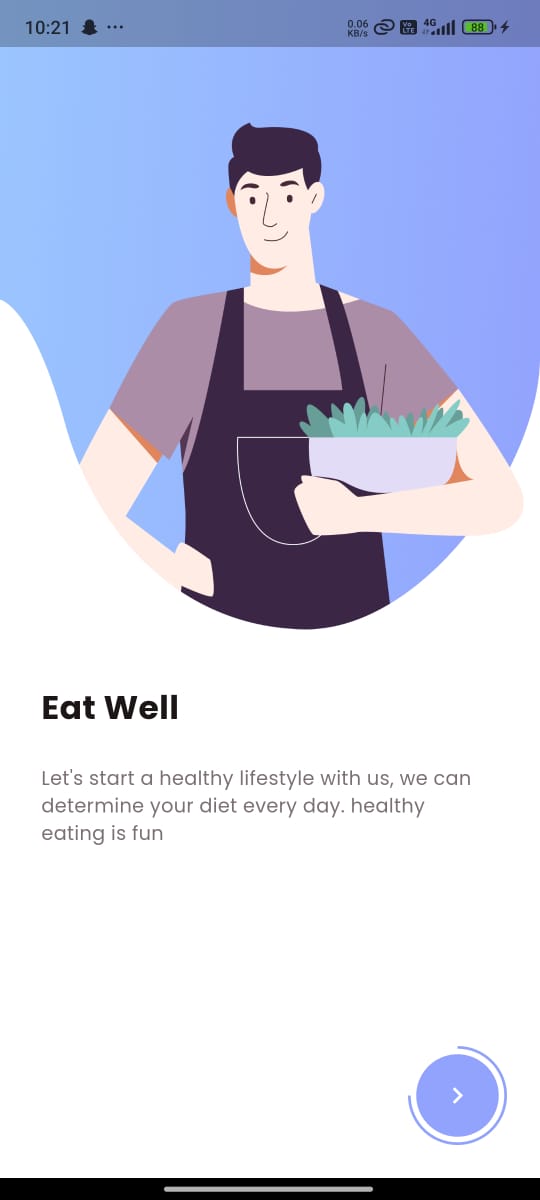 10:21
0.06
KB/s
Vo
LTE
4G
88
Eat Well
Let's start a healthy lifestyle with us, we can
determine your diet every day. healthy
eating is fun